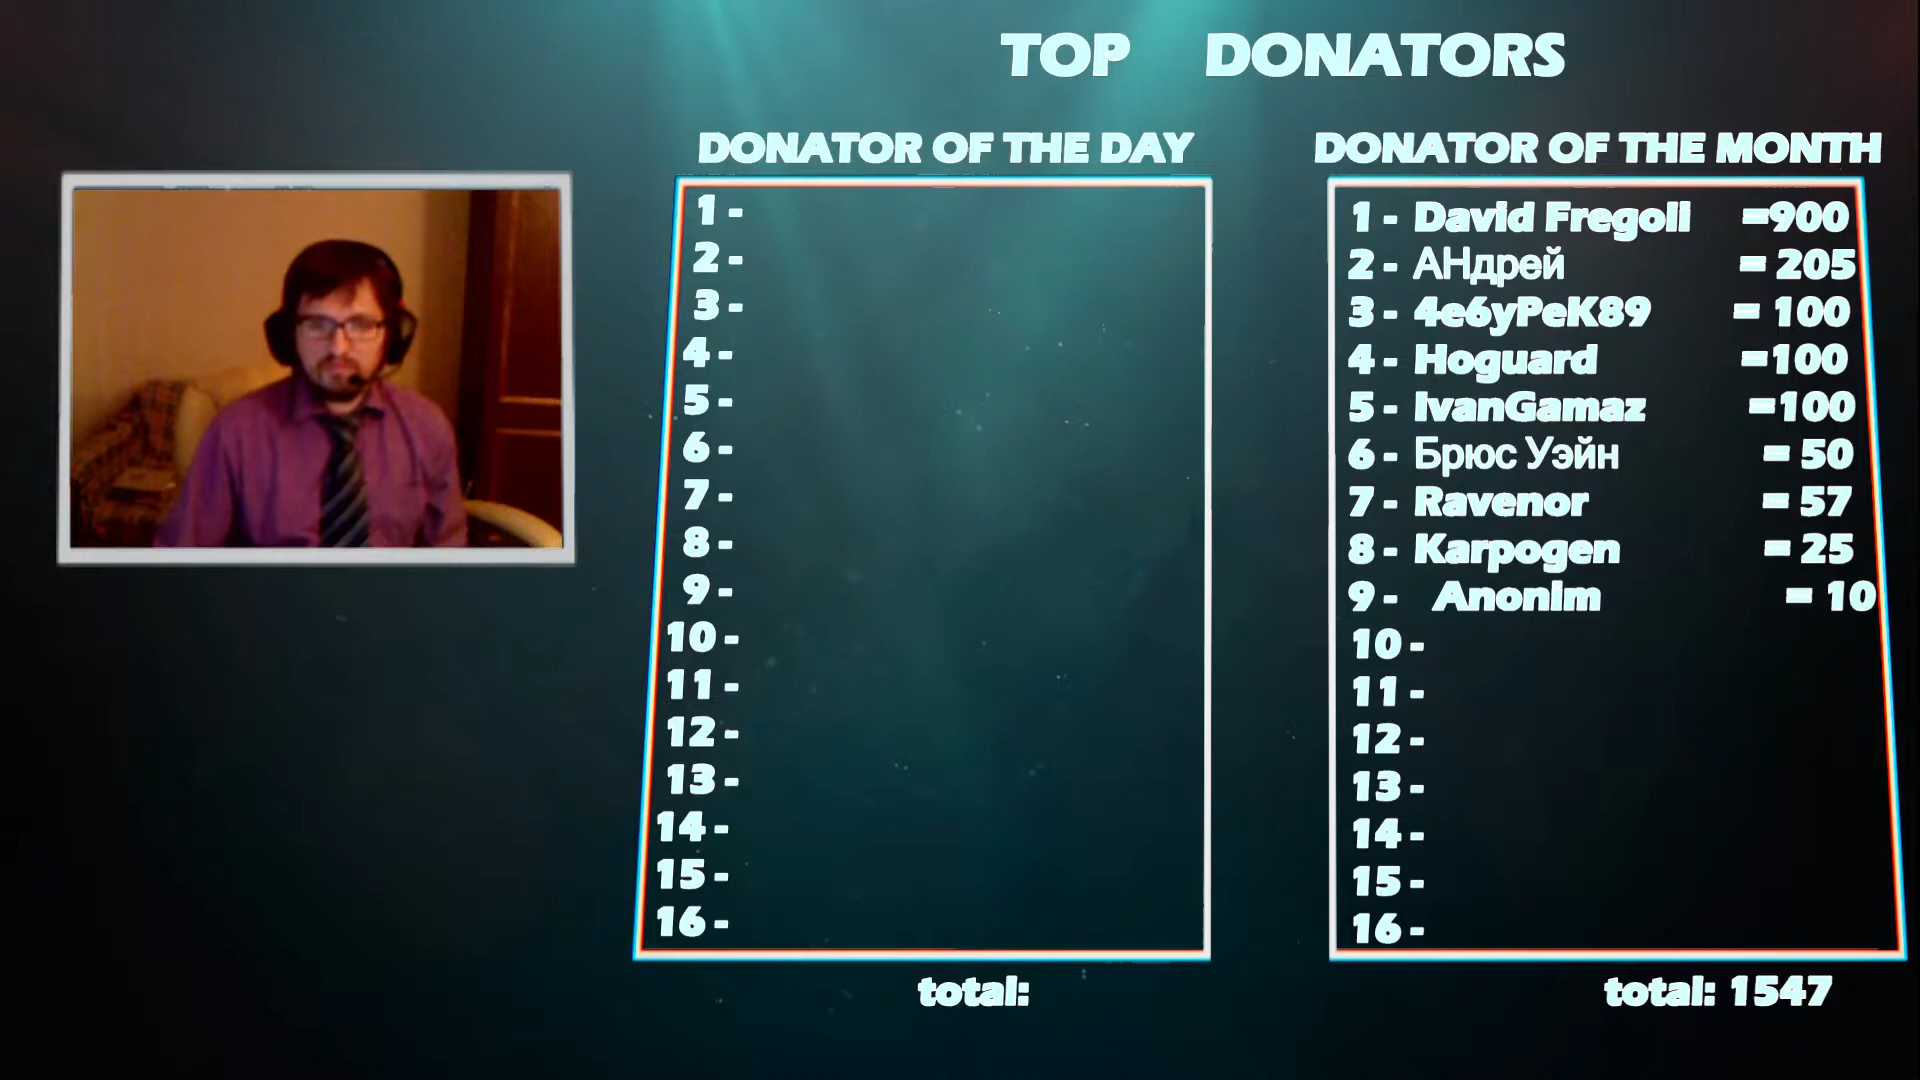 TOP DONATORS
DONATOR OF THE DAY
1 -
2 -
3 -
4 -
5 -
6 -
7 -
8 -
9 -
10 -
11 -
12 -
13 -
14 -
15 -
16 -
total:
DONATOR OF THE MONTH
1 - David Fregoli =900
2 - АНдрей = 205
3 - 4e6yPeK89 = 100
4 - Hoguard =100
5 - IvanGamaz =100
6 - Брюс Уэйн = 50
7 - Ravenor = 57
8 - Karpogen = 25
9 - Anonim = 10
10 -
11 -
12 -
13 -
14 -
15 -
16 -
total: 1547